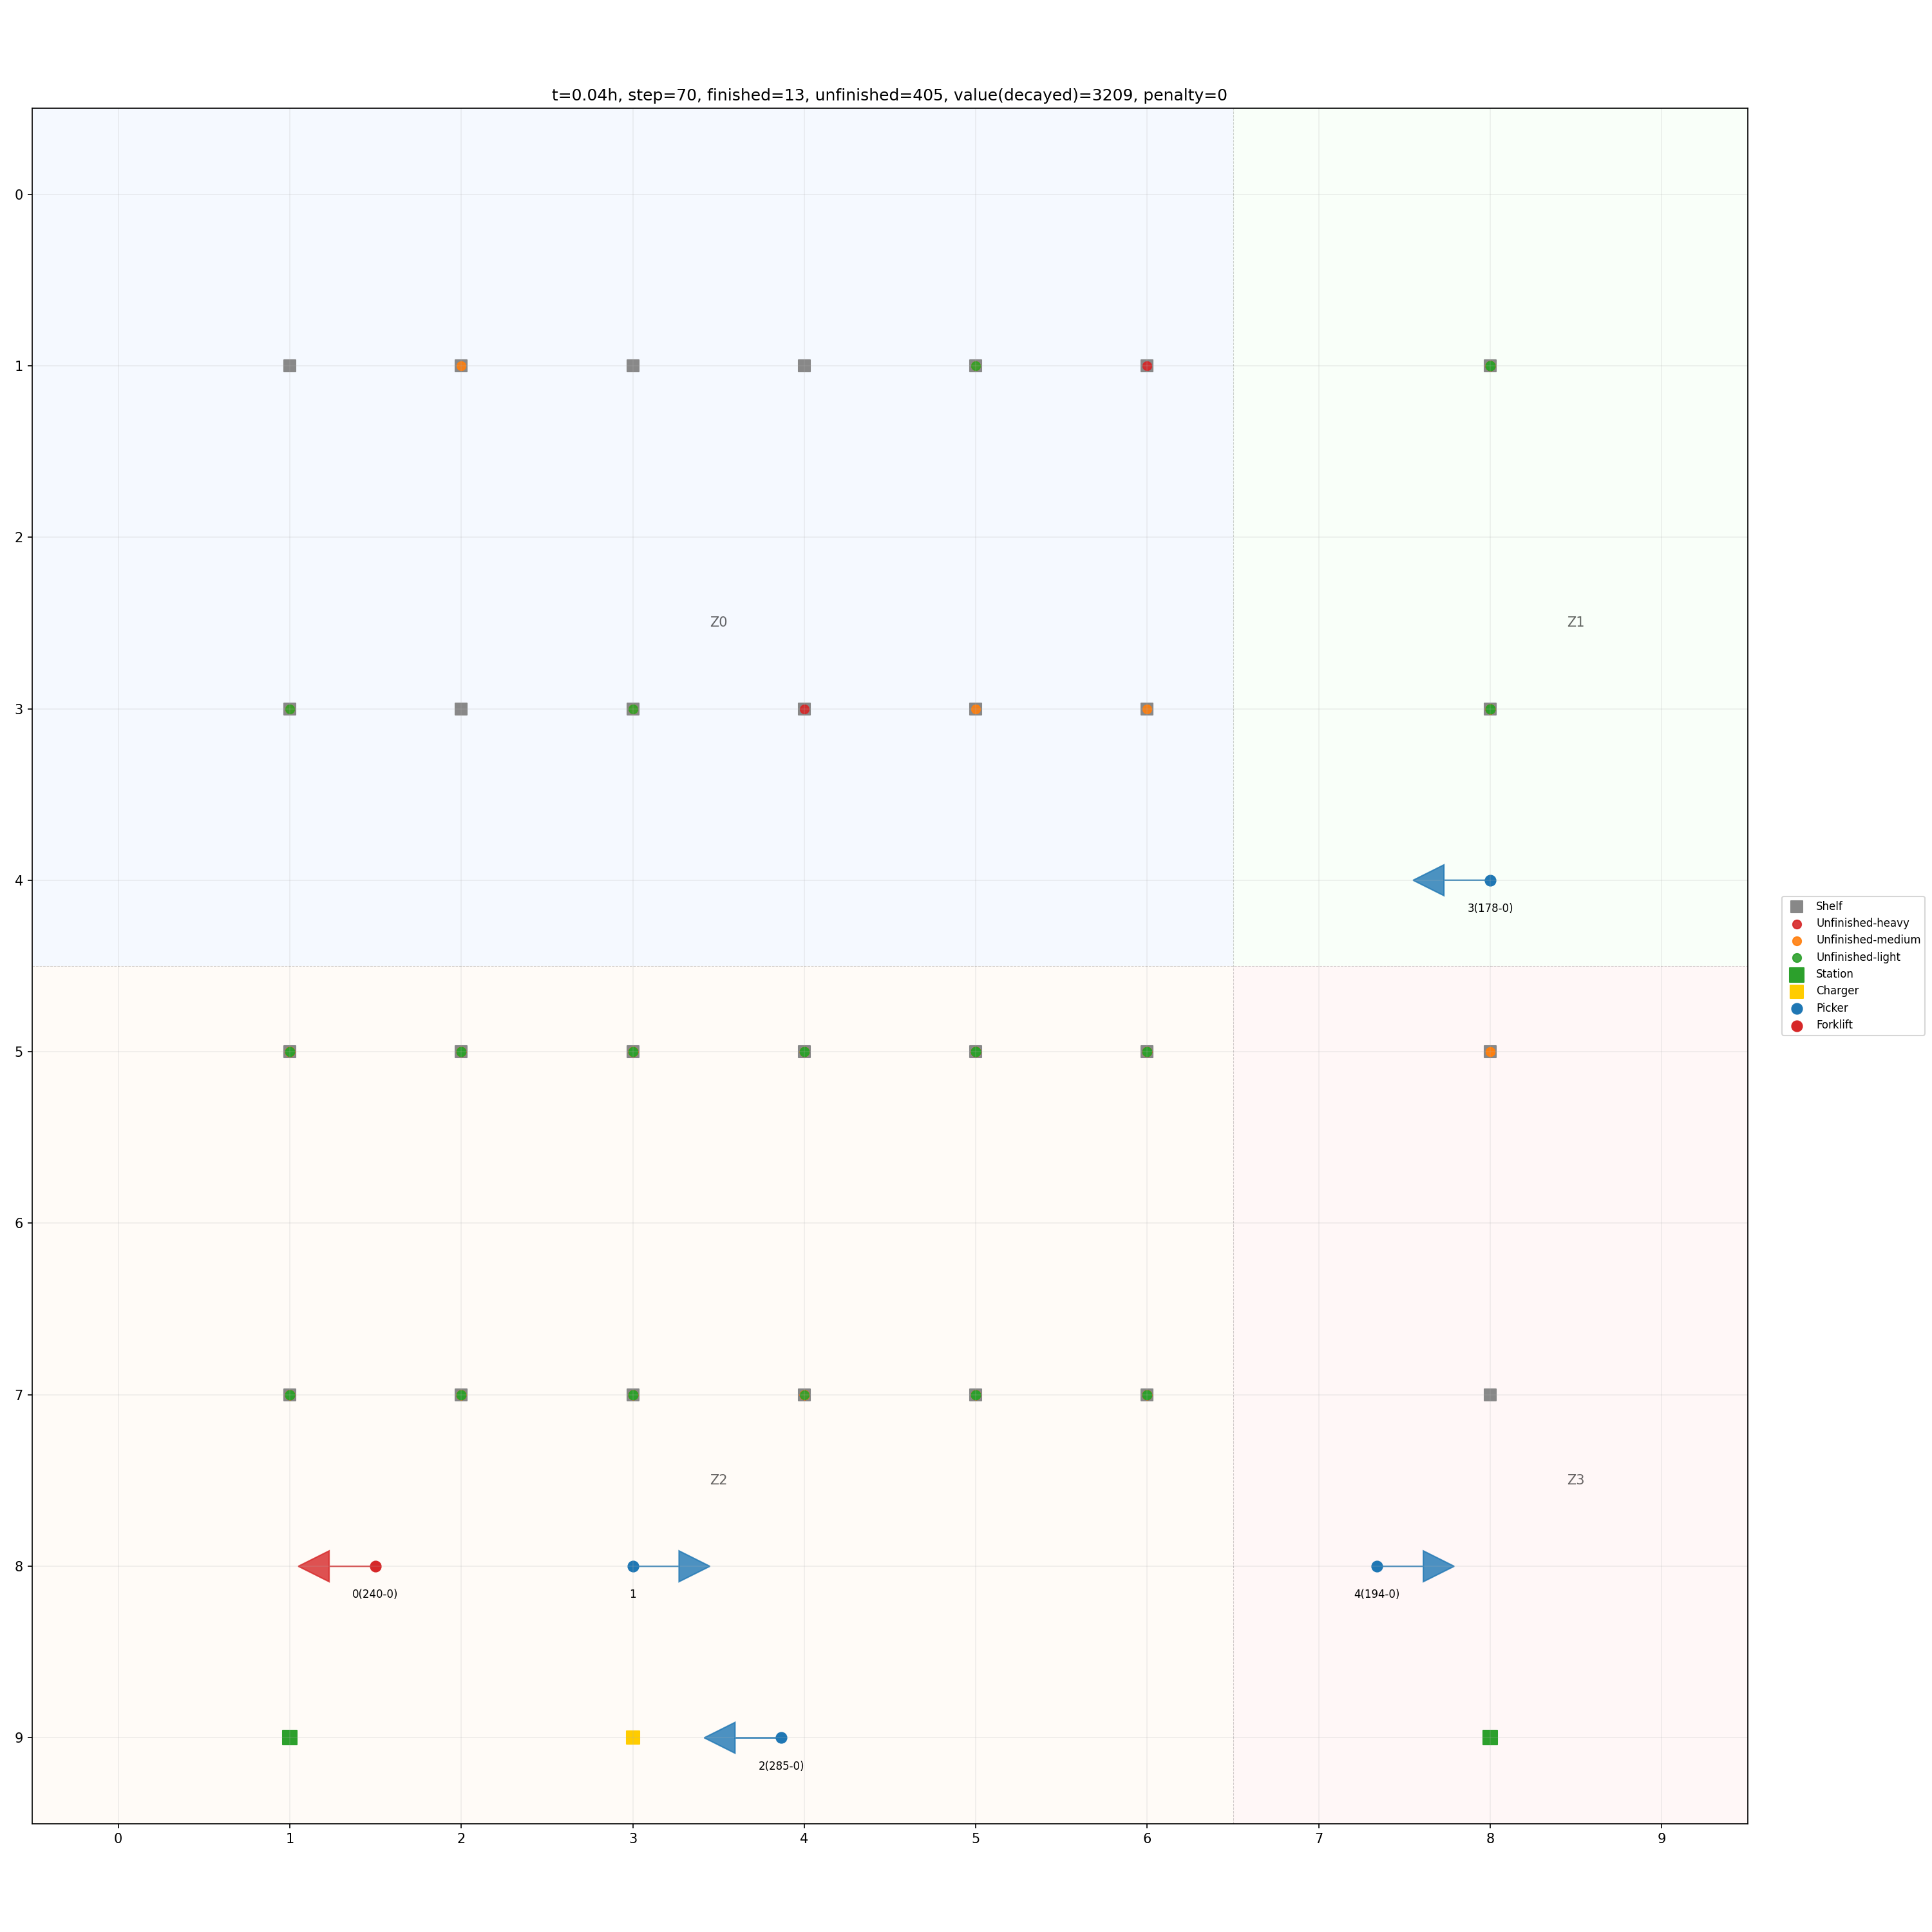 t=0.04h, step=70, finished=13, unfinished=405, value(decayed)=3209, penalty=0
0
1
2
Z0
Z1
3
4
3(178-0)
Shelf
Unfinished-heavy
Unfinished-medium
Unfinished-light
Station
Charger
Picker
Forklift
5
6
7
Z2
Z3
8
0(240-0)
1
4(194-0)
9
2(285-0)
0 1 2 3 4 5 6 7 8 9